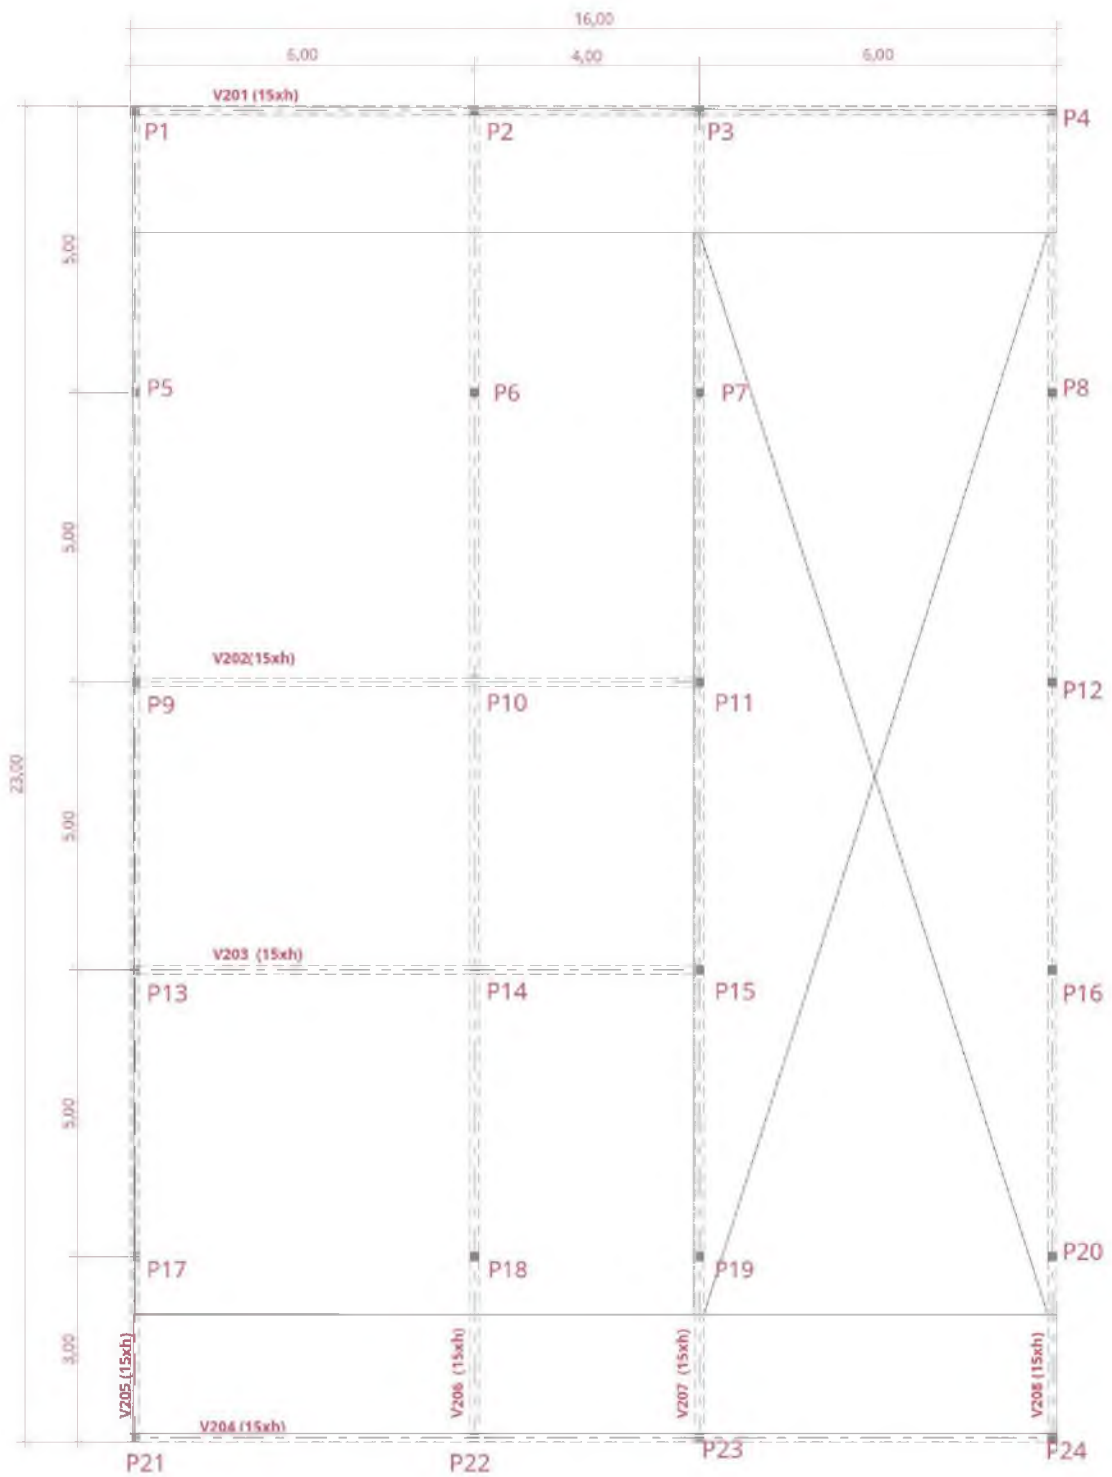 16,00
6,00 4,00 6,00
V201 (15xh)
P1 P2 P3 P4
5,00
P5 P6 P7 P8
5,00
V202(15xh)
P9 P10 P11 P12
23,00
5,00
V203 (15xh)
P13 P14 P15 P16
5,00
P17 P18 P19 P20
3,00
V205 (15xh)
V206 (15xh)
V207 (15xh)
V208 (15xh)
V204 (15xh)
P21 P22 P23 P24